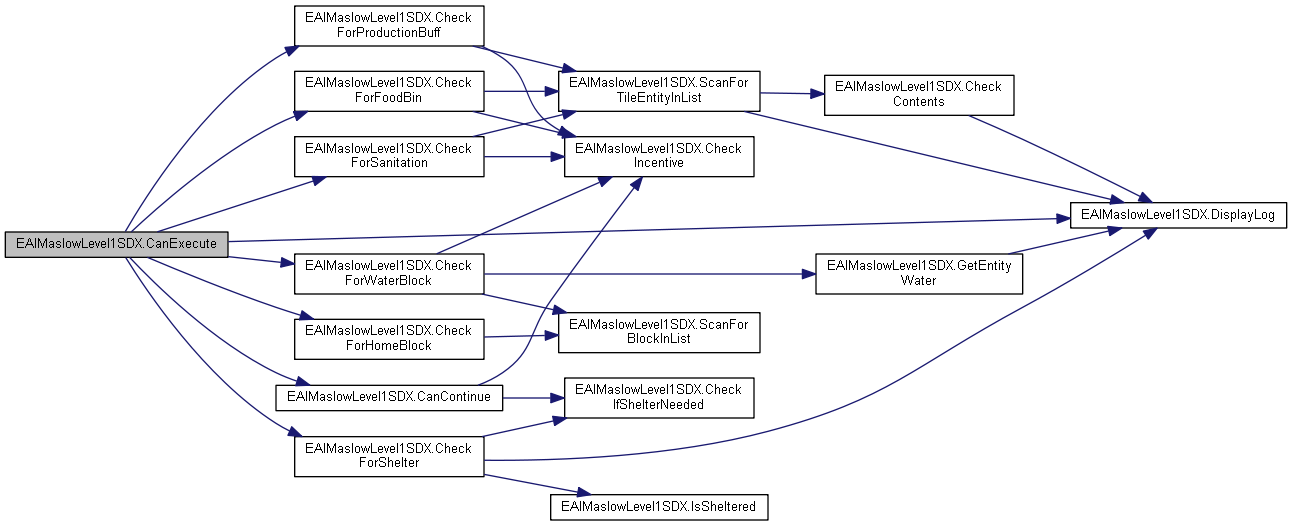 EAIMaslowLevel1SDX.Check
ForProductionBuff
EAIMaslowLevel1SDX.Check
ForFoodBin
EAIMaslowLevel1SDX.ScanFor
TileEntityInList
EAIMaslowLevel1SDX.Check
Contents
EAIMaslowLevel1SDX.Check
ForSanitation
EAIMaslowLevel1SDX.Check
Incentive
EAIMaslowLevel1SDX.DisplayLog
EAIMaslowLevel1SDX.CanExecute
EAIMaslowLevel1SDX.Check
ForWaterBlock
EAIMaslowLevel1SDX.GetEntity
Water
EAIMaslowLevel1SDX.Check
ForHomeBlock
EAIMaslowLevel1SDX.ScanFor
BlockInList
EAIMaslowLevel1SDX.CanContinue
EAIMaslowLevel1SDX.Check
IfShelterNeeded
EAIMaslowLevel1SDX.Check
ForShelter
EAIMaslowLevel1SDX.IsSheltered